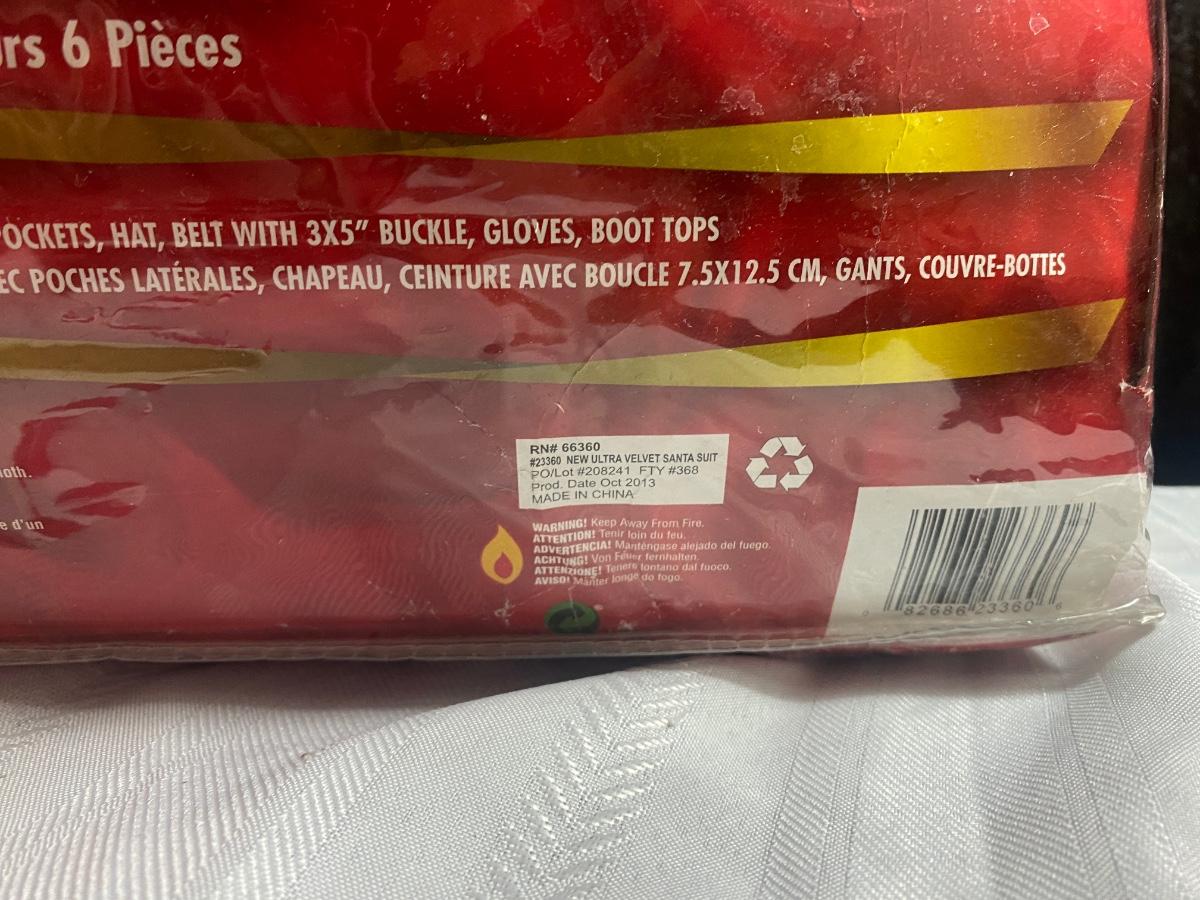 rs 6 Pièces
POCKETS, HAT, BELT WITH 3X5" BUCKLE, GLOVES, BOOT TOPS
EC POCHES LATÉRALES, CHAPEAU, CEINTURE AVEC BOUCLE 7.5X12.5 CM, GANTS, COUVRE-BOTTES
oth.
e d'un
RN# 66360
#23360 NEW ULTRA VELVET SANTA SUIT
PO/Lot #208241 FTY #368
Prod. Date Oct 2013
MADE IN CHINA
WARNING! Keep Away From Fire.
ATTENTION! Tenir loin du feu.
ADVERTENCIA! Manténgase alejado del fuego.
ACHTUNG! Von Feuer fernhalten.
ATTENZIONE! Tenere lontano dal fuoco.
AVISO! Manter longe do fogo.
0 82686 23360 6